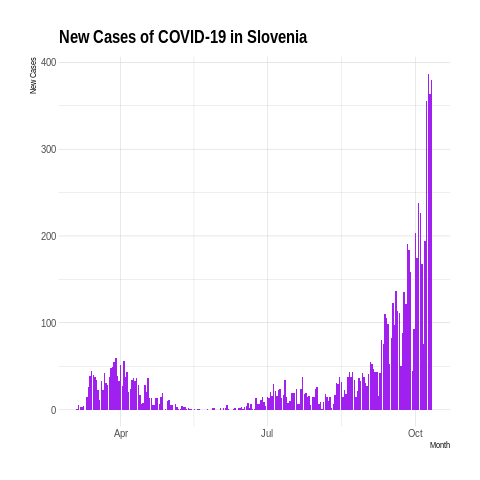 New Cases of COVID-19 in Slovenia
New Cases
400
300
200
100
0
Apr
Jul
Oct
Month